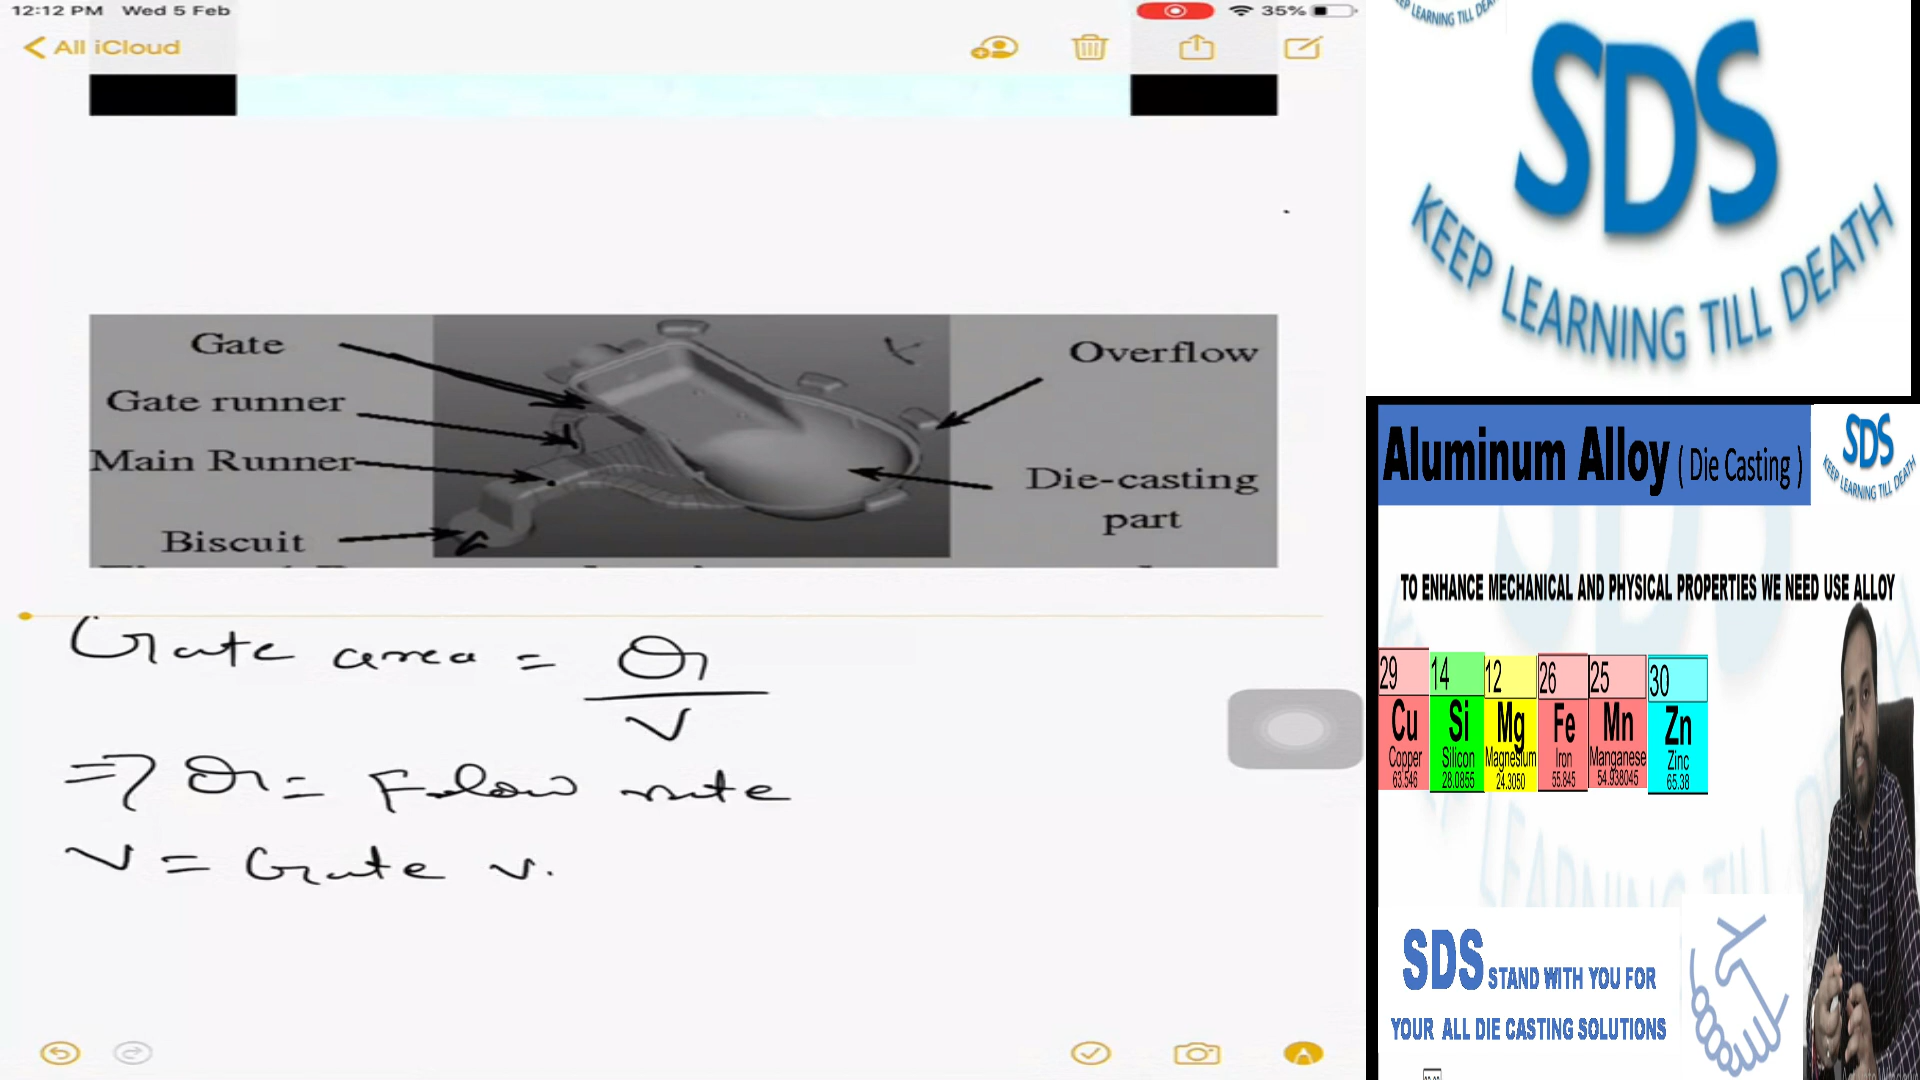 12:12 PM Wed 5 Feb
35%
All iCloud
Gate
Gate runner
Main Runner
Biscuit
Overflow
Die-casting
part
Gate area = Q
V
=> Q = Flow rate
V = Gate v.
LEARNING TILL
SDS
KEEP LEARNING TILL DEATH
Aluminum Alloy ( Die Casting )
SDS
KEEP LEARNING TILL DEATH
TO ENHANCE MECHANICAL AND PHYSICAL PROPERTIES WE NEED USE ALLOY
29 14 12 26 25 30
Cu Si Mg Fe Mn Zn
Copper Silicon Magnesium Iron Manganese Zinc
63.546 28.0855 24.3050 55.845 54.938045 65.38
SDS STAND WITH YOU FOR
YOUR ALL DIE CASTING SOLUTIONS